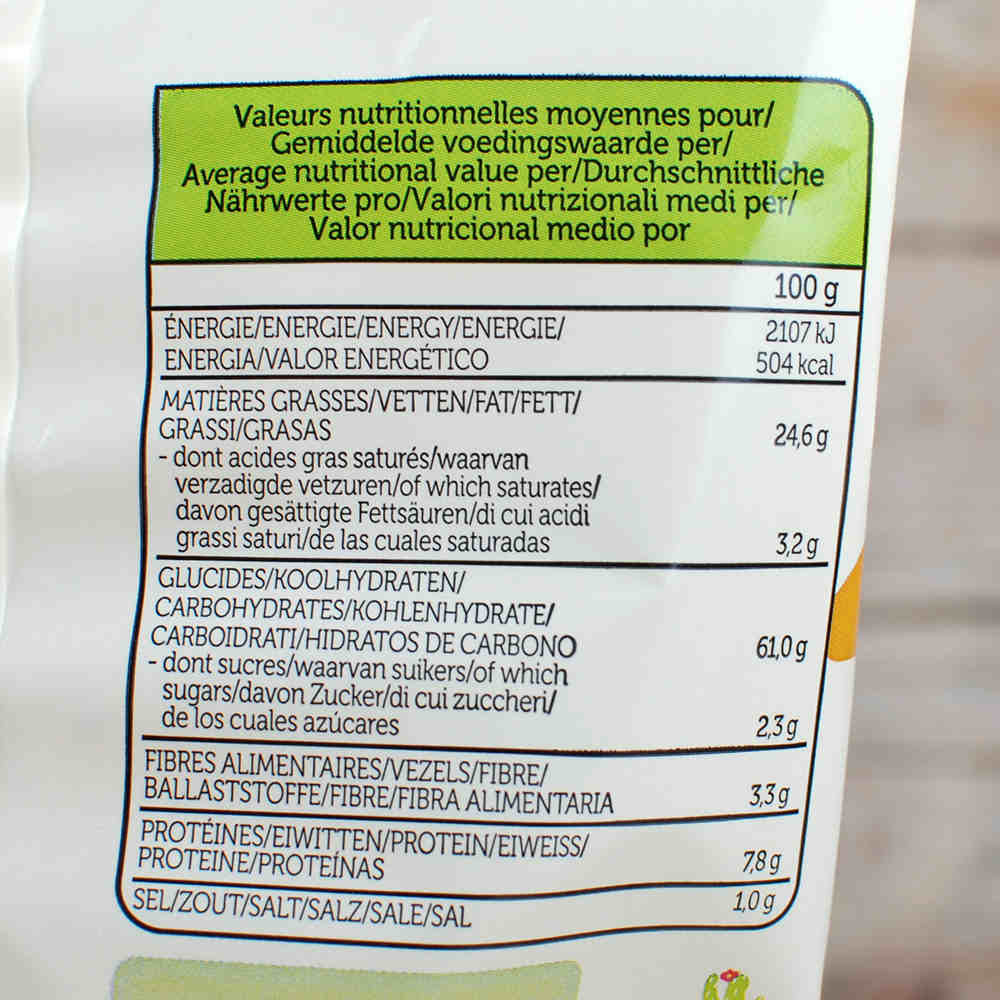 Valeurs nutritionnelles moyennes pour/
Gemiddelde voedingswaarde per/
Average nutritional value per/Durchschnittliche
Nährwerte pro/Valori nutrizionali medi per/
Valor nutricional medio por
100 g
ÉNERGIE/ENERGIE/ENERGY/ENERGIE/ 2107 kJ
ENERGIA/VALOR ENERGÉTICO 504 kcal
MATIÈRES GRASSES/VETTEN/FAT/FETT/
GRASSI/GRASAS 24,6 g
- dont acides gras saturés/waarvan
verzadigde vetzuren/of which saturates/
davon gesättigte Fettsäuren/di cui acidi
grassi saturi/de las cuales saturadas 3,2 g
GLUCIDES/KOOLHYDRATEN/
CARBOHYDRATES/KOHLENHYDRATE/
CARBOIDRATI/HIDRATOS DE CARBONO 61,0 g
- dont sucres/waarvan suikers/of which
sugars/davon Zucker/di cui zuccheri/
de los cuales azúcares 2,3 g
FIBRES ALIMENTAIRES/VEZELS/FIBRE/
BALLASTSTOFFE/FIBRE/FIBRA ALIMENTARIA 3,3 g
PROTÉINES/EIWITTEN/PROTEIN/EIWEISS/
PROTEINE/PROTEÍNAS 7,8 g
SEL/ZOUT/SALT/SALZ/SALE/SAL 1,0 g